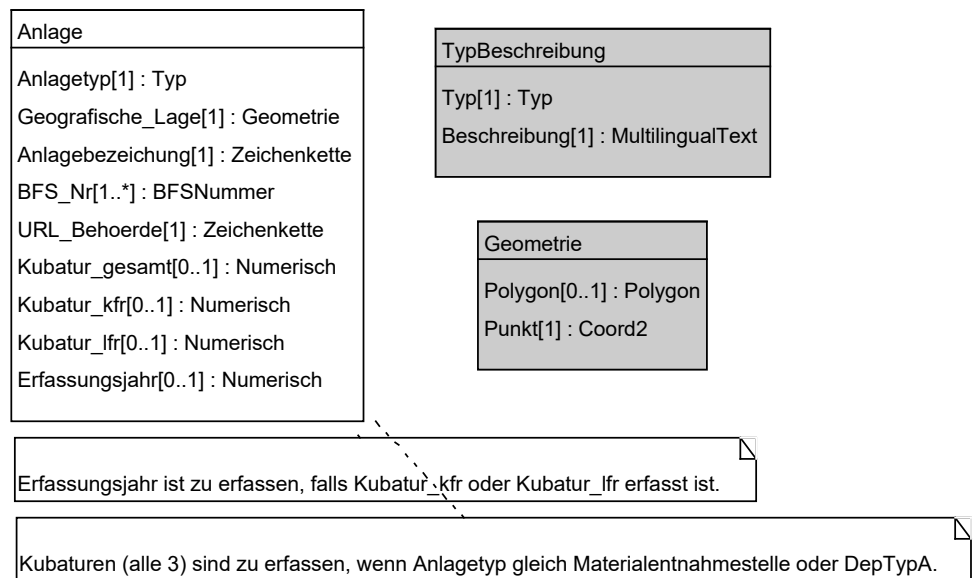 Anlage
Anlagetyp[1] : Typ
Geografische_Lage[1] : Geometrie
Anlagebezeichung[1] : Zeichenkette
BFS_Nr[1..*] : BFSNummer
URL_Behoerde[1] : Zeichenkette
Kubatur_gesamt[0..1] : Numerisch
Kubatur_kfr[0..1] : Numerisch
Kubatur_lfr[0..1] : Numerisch
Erfassungsjahr[0..1] : Numerisch
TypBeschreibung
Typ[1] : Typ
Beschreibung[1] : MultilingualText
Geometrie
Polygon[0..1] : Polygon
Punkt[1] : Coord2
Erfassungsjahr ist zu erfassen, falls Kubatur_kfr oder Kubatur_lfr erfasst ist.
Kubaturen (alle 3) sind zu erfassen, wenn Anlagetyp gleich Materialentnahmestelle oder DepTypA.